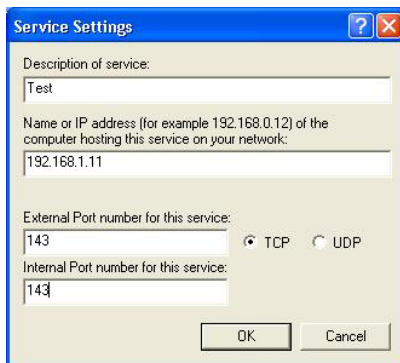 Service Settings
Description of service:
Test
Name or IP address (for example 192.168.0.12) of the
computer hosting this service on your network:
192.168.1.11
External Port number for this service:
143 TCP UDP
Internal Port number for this service:
143
OK Cancel